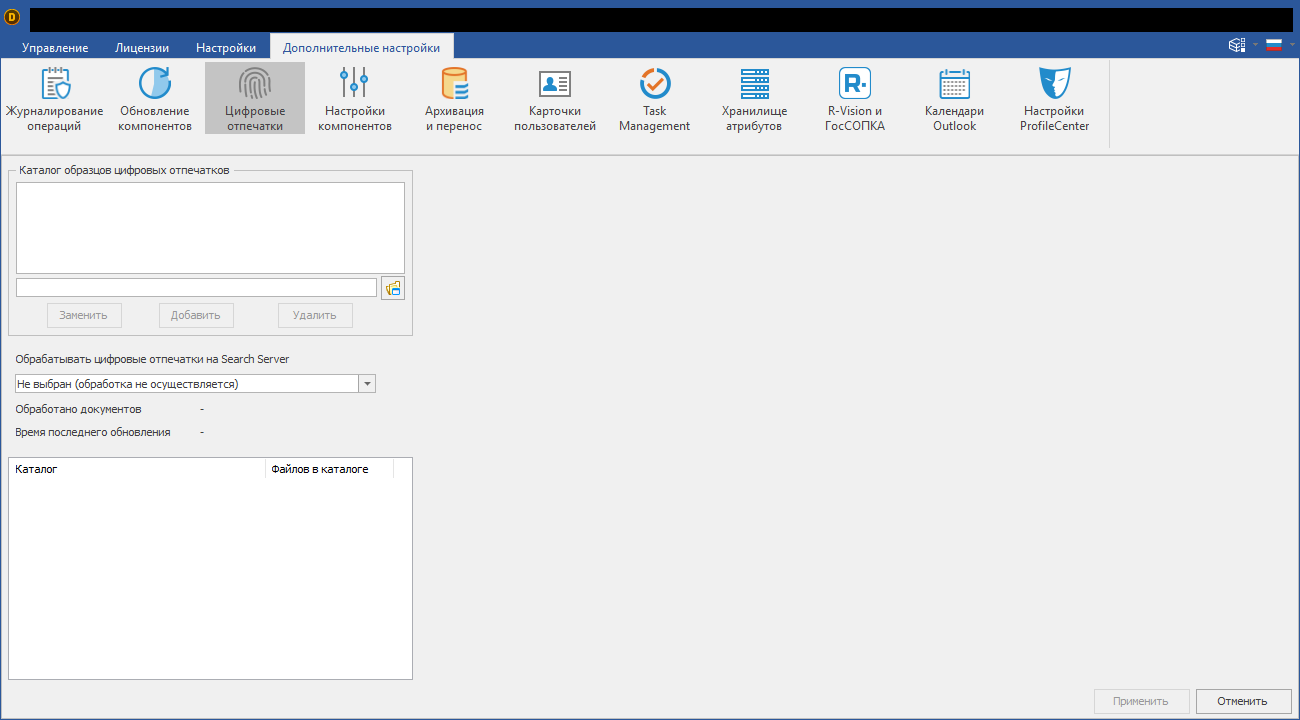 D
Управление
Лицензии
Настройки
Дополнительные настройки
Журналирование
операций
Обновление
компонентов
Цифровые
отпечатки
Настройки
компонентов
Архивация
и перенос
Карточки
пользователей
Task
Management
Хранилище
атрибутов
R·
R-Vision и
ГосСОПКА
Календари
Outlook
Настройки
ProfileCenter
Каталог образцов цифровых отпечатков
Заменить
Добавить
Удалить
Обрабатывать цифровые отпечатки на Search Server
Не выбран (обработка не осуществляется)
Обработано документов -
Время последнего обновления -
Каталог
Файлов в каталоге
Применить
Отменить